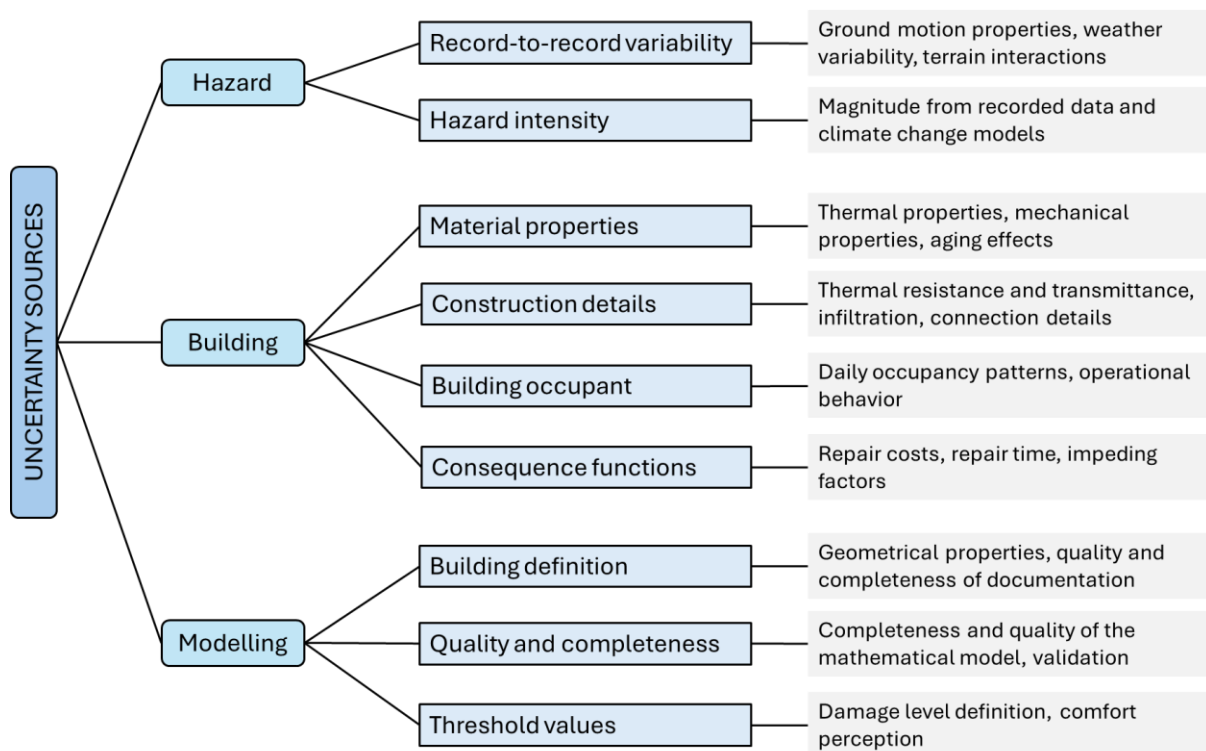 UNCERTAINTY SOURCES
Hazard
Record-to-record variability
Ground motion properties, weather
variability, terrain interactions
Hazard intensity
Magnitude from recorded data and
climate change models
Building
Material properties
Thermal properties, mechanical
properties, aging effects
Construction details
Thermal resistance and transmittance,
infiltration, connection details
Building occupant
Daily occupancy patterns, operational
behavior
Consequence functions
Repair costs, repair time, impeding
factors
Modelling
Building definition
Geometrical properties, quality and
completeness of documentation
Quality and completeness
Completeness and quality of the
mathematical model, validation
Threshold values
Damage level definition, comfort
perception